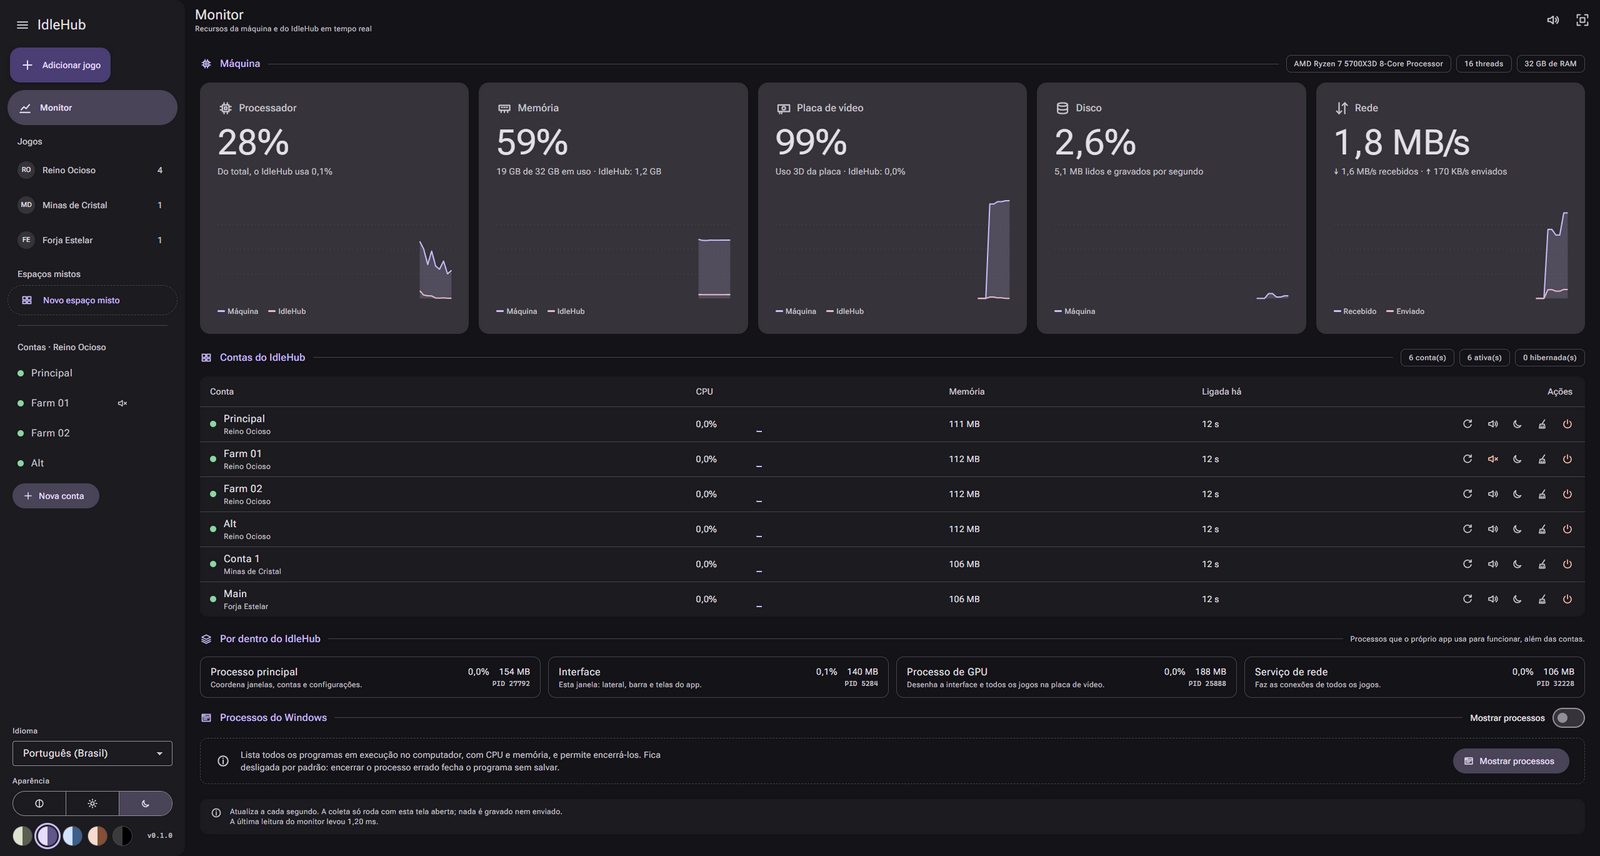 IdleHub
Adicionar jogo
Monitor
Jogos
RO Reino Ocioso 4
MD Minas de Cristal 1
FE Forja Estelar 1
Espaços mistos
Novo espaço misto
Contas · Reino Ocioso
Principal
Farm 01
Farm 02
Alt
Nova conta
Idioma
Português (Brasil)
Aparência
v0.1.0
Monitor
Recursos da máquina e do IdleHub em tempo real
Máquina
AMD Ryzen 7 5700X3D 8-Core Processor
16 threads
32 GB de RAM
Processador
28%
Do total, o IdleHub usa 0,1%
Máquina IdleHub
Memória
59%
19 GB de 32 GB em uso · IdleHub: 1,2 GB
Máquina IdleHub
Placa de vídeo
99%
Uso 3D da placa · IdleHub: 0,0%
Máquina IdleHub
Disco
2,6%
5,1 MB lidos e gravados por segundo
Máquina
Rede
1,8 MB/s
↓ 1,6 MB/s recebidos · ↑ 170 KB/s enviados
Recebido Enviado
Contas do IdleHub
6 conta(s)
6 ativa(s)
0 hibernada(s)
Conta CPU Memória Ligada há Ações
Principal
Reino Ocioso
0,0% 111 MB 12 s
Farm 01
Reino Ocioso
0,0% 112 MB 12 s
Farm 02
Reino Ocioso
0,0% 112 MB 12 s
Alt
Reino Ocioso
0,0% 112 MB 12 s
Conta 1
Minas de Cristal
0,0% 106 MB 12 s
Main
Forja Estelar
0,0% 106 MB 12 s
Por dentro do IdleHub
Processos que o próprio app usa para funcionar, além das contas.
Processo principal 0,0% 154 MB
Coordena janelas, contas e configurações. PID 27792
Interface 0,1% 140 MB
Esta janela: lateral, barra e telas do app. PID 5284
Processo de GPU 0,0% 188 MB
Desenha a interface e todos os jogos na placa de vídeo. PID 25888
Serviço de rede 0,0% 106 MB
Faz as conexões de todos os jogos. PID 32228
Processos do Windows
Mostrar processos
Lista todos os programas em execução no computador, com CPU e memória, e permite encerrá-los. Fica
desligada por padrão: encerrar o processo errado fecha o programa sem salvar.
Mostrar processos
Atualiza a cada segundo. A coleta só roda com esta tela aberta; nada é gravado nem enviado.
A última leitura do monitor levou 1,20 ms.